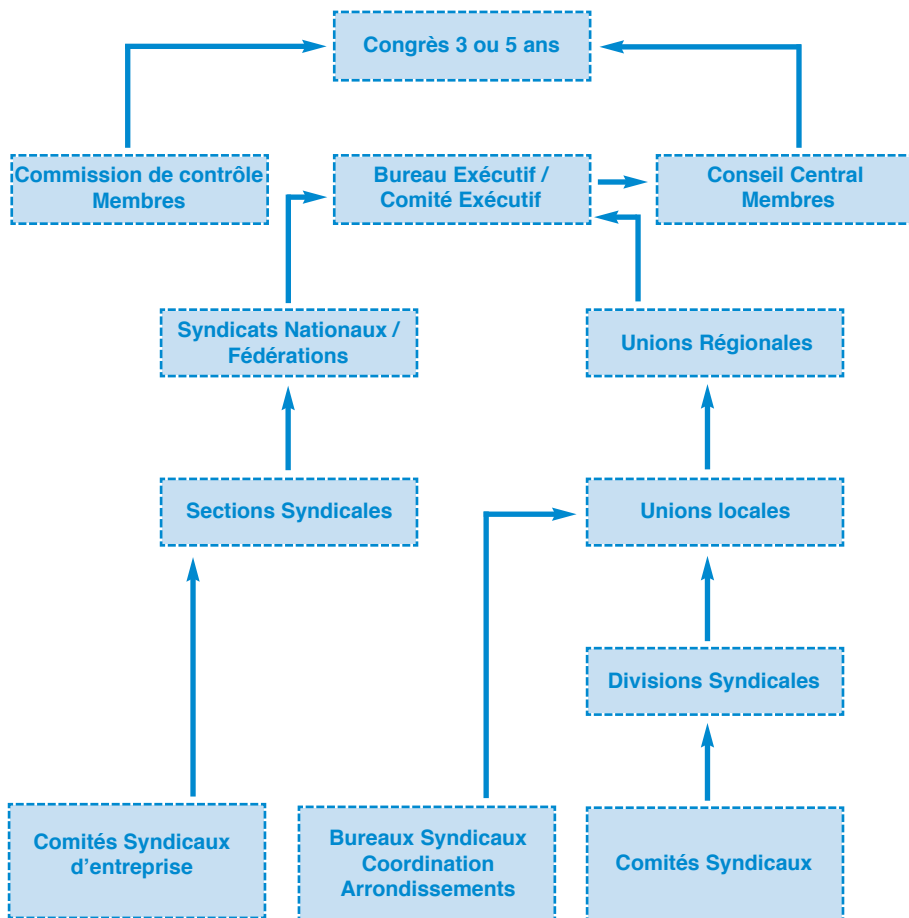 Congrès 3 ou 5 ans
Commission de contrôle
Membres
Bureau Exécutif /
Comité Exécutif
Conseil Central
Membres
Syndicats Nationaux /
Fédérations
Unions Régionales
Sections Syndicales
Unions locales
Divisions Syndicales
Comités Syndicaux
d’entreprise
Bureaux Syndicaux
Coordination
Arrondissements
Comités Syndicaux